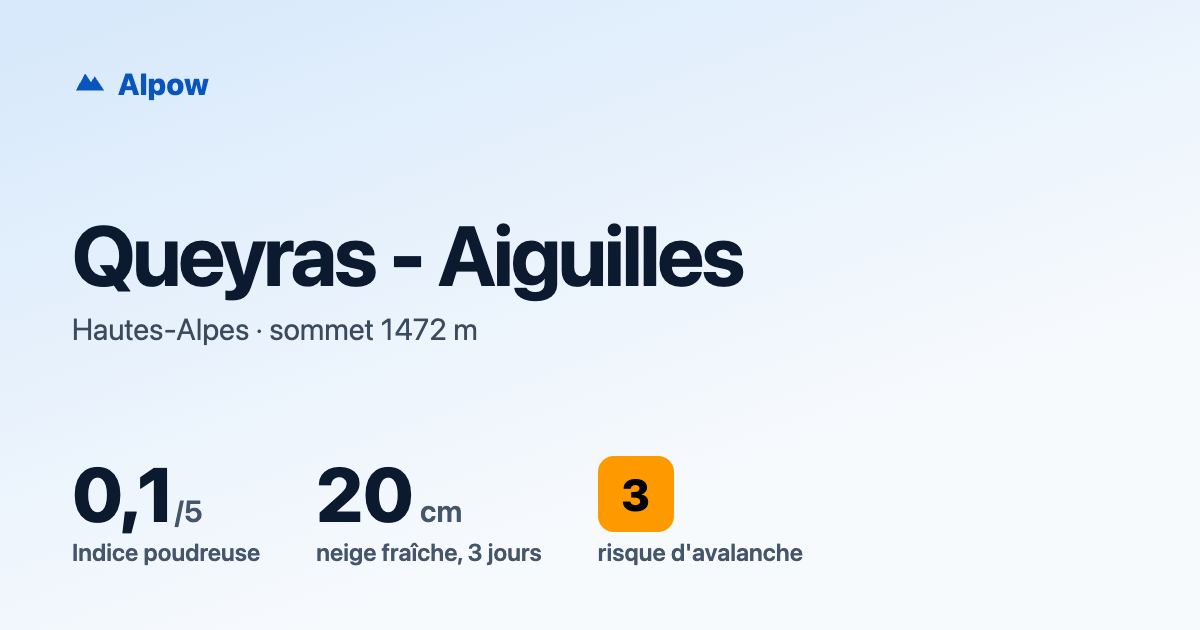 Alpow
Queyras - Aiguilles
Hautes-Alpes · sommet 1472 m
0,1/5 20 cm 3
Indice poudreuse neige fraîche, 3 jours risque d'avalanche